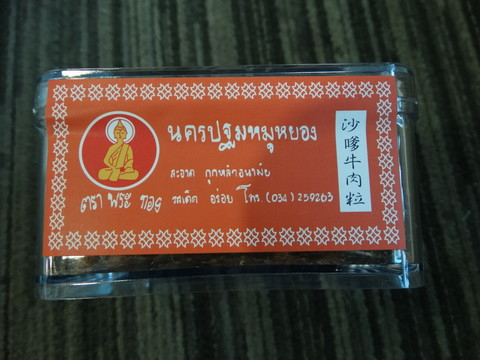 นครปฐมหมูหยอง
สะอาด ถูกหลักอนามัย
รสเด็ด อร่อย โทร. (034) 259263
ตรา พระ ทอง
沙嗲牛肉粒